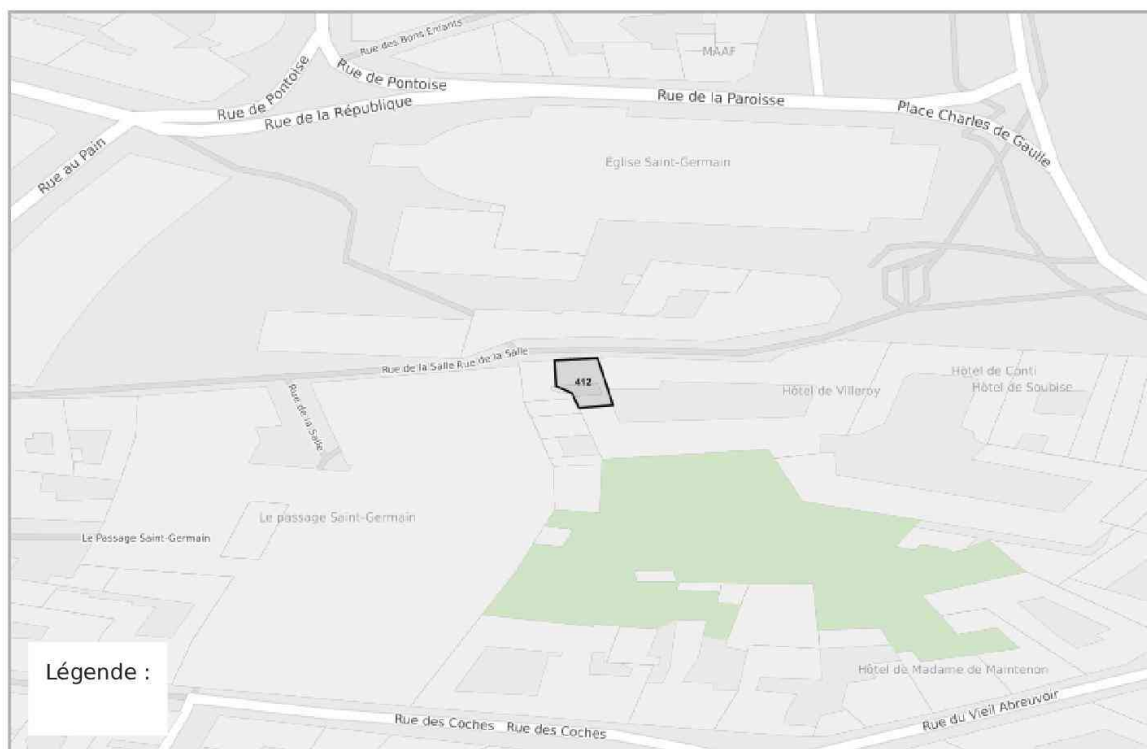 Rue des Bons Enfants
MAAF
Rue de Pontoise
Rue de Pontoise
Rue de la République
Rue de la Paroisse
Place Charles de Gaulle
Rue au Pain
Eglise Saint-Germain
Rue de la Salle Rue de la Salle
412
Rue de la Salle
Hôtel de Conti
Hôtel de Villeroy
Hôtel de Soubise
Le passage Saint-Germain
Le Passage Saint-Germain
Légende :
Hôtel de Madame de Maintenon
Rue des Coches Rue des Coches
Rue du Vieil Abreuvoir